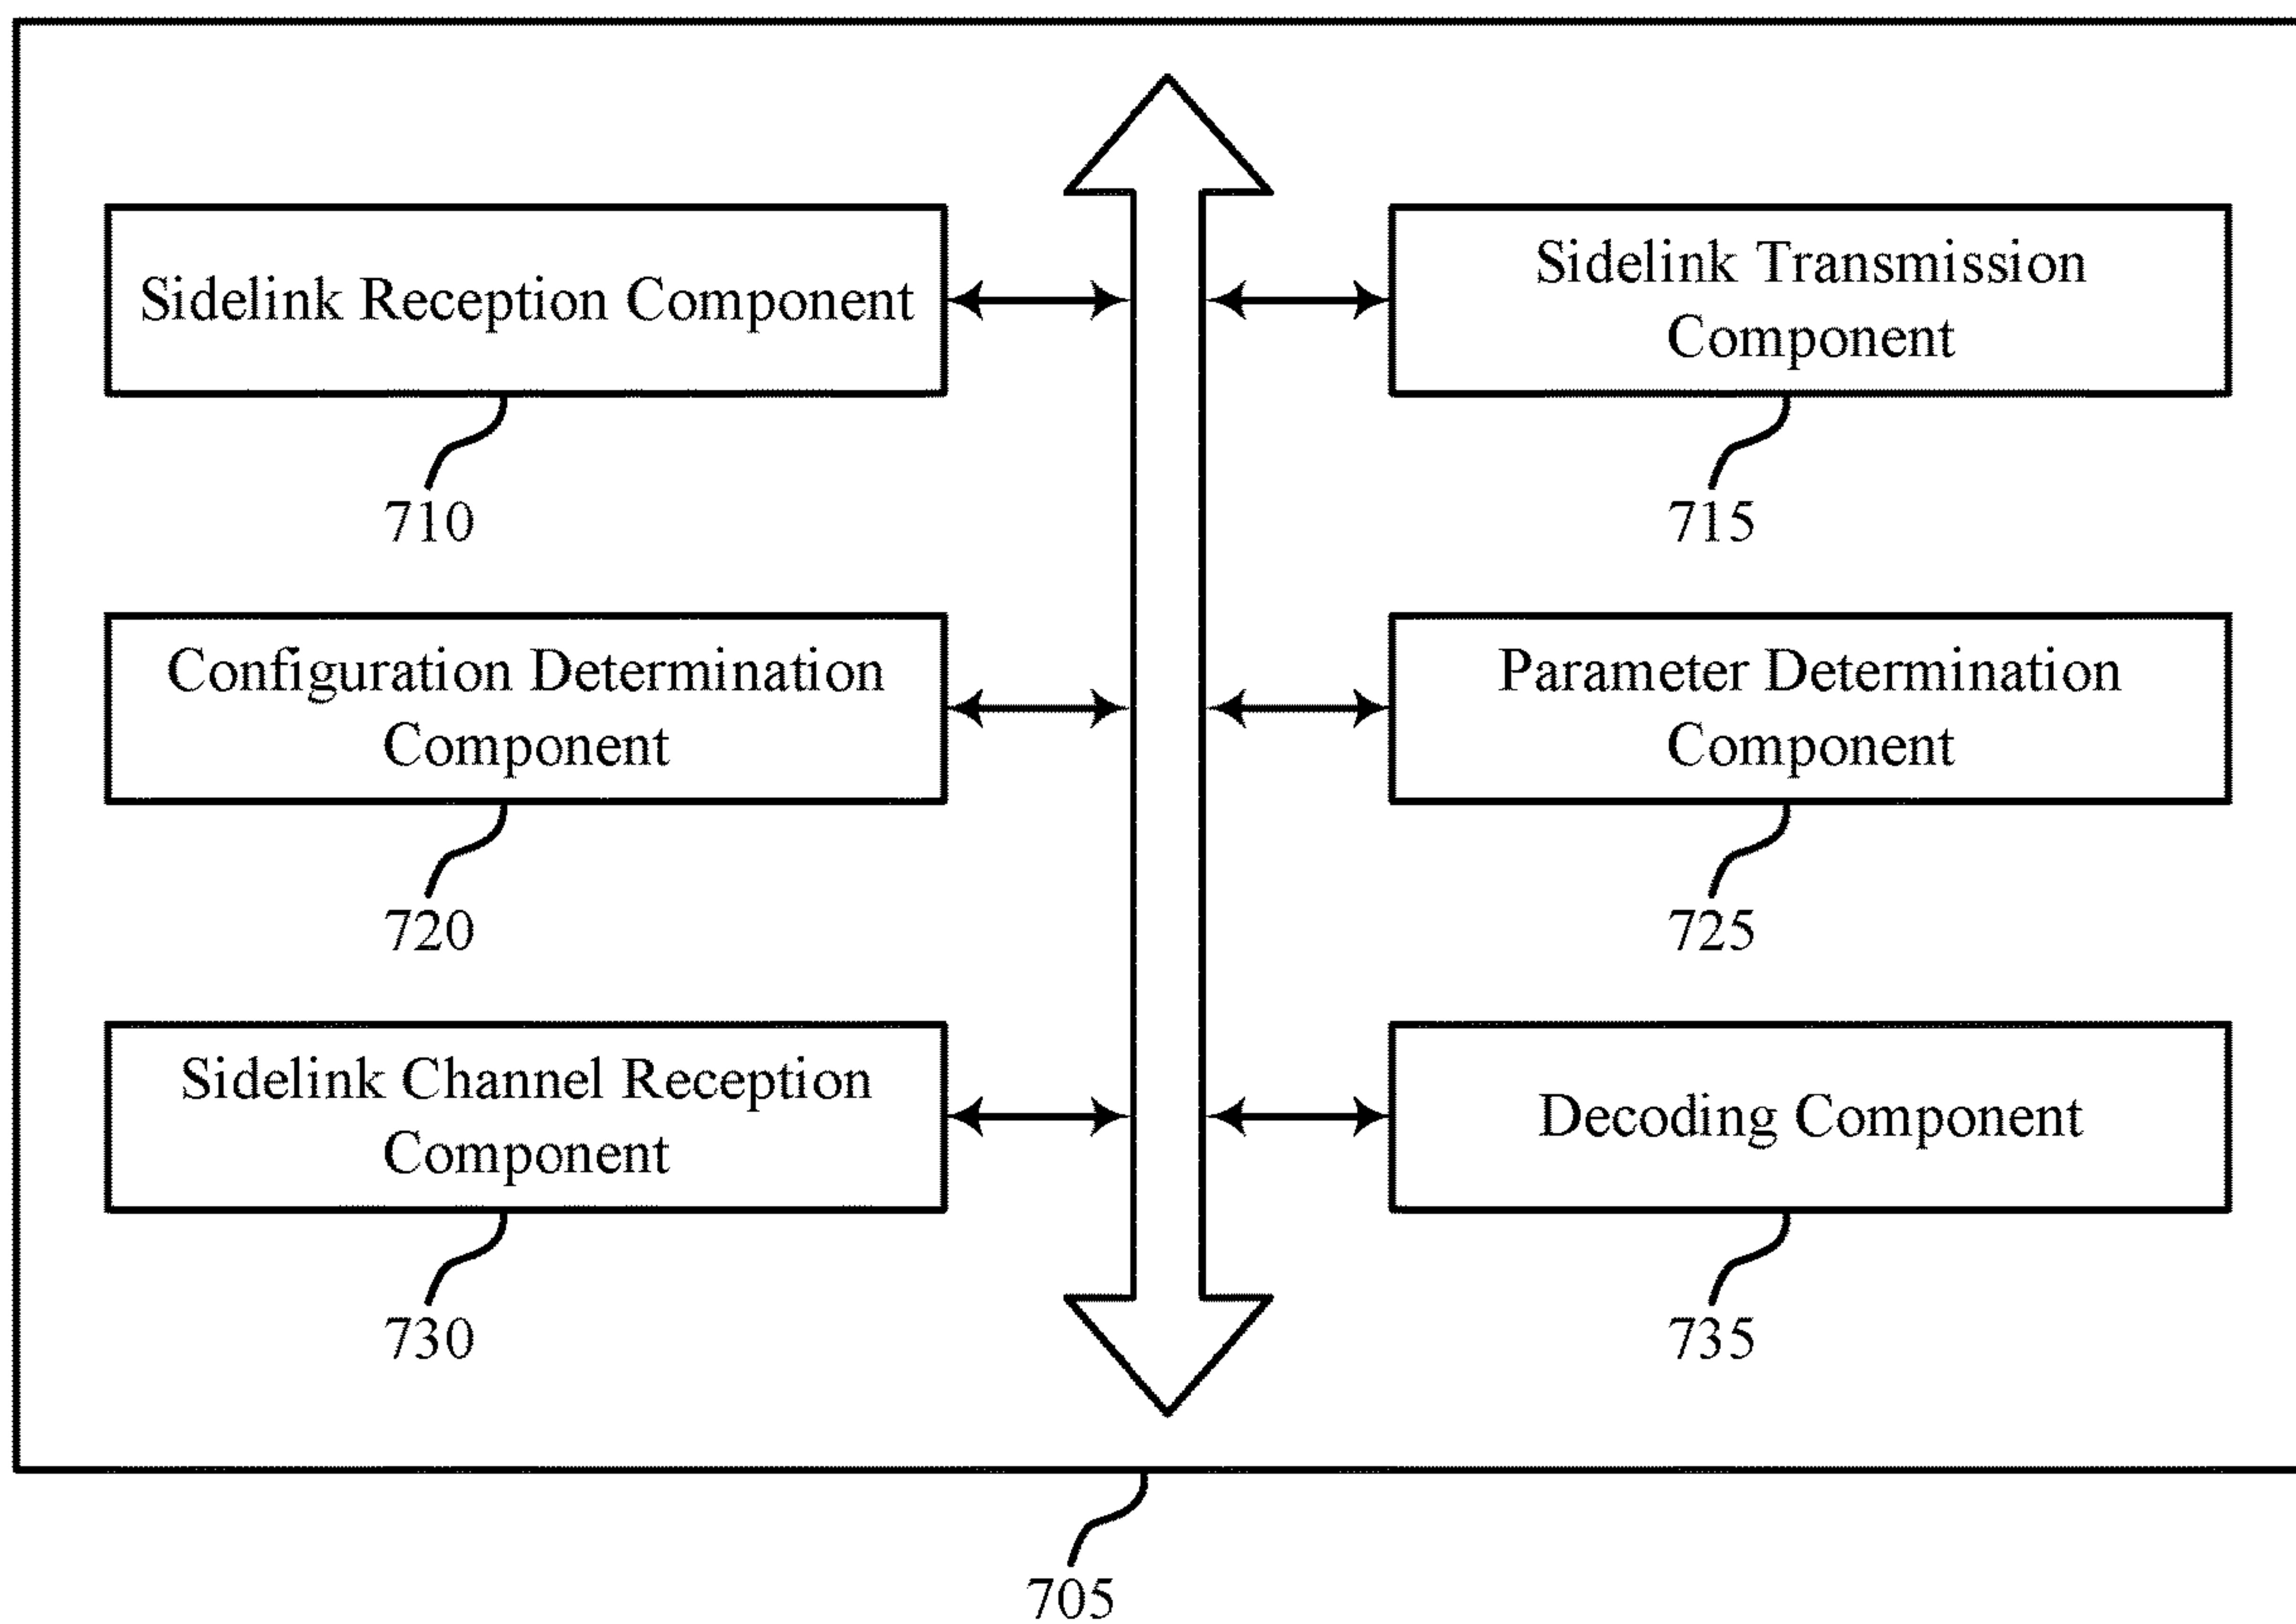 Sidelink Reception Component
710
Sidelink Transmission
Component
715
Configuration Determination
Component
720
Parameter Determination
Component
725
Sidelink Channel Reception
Component
730
Decoding Component
735
705